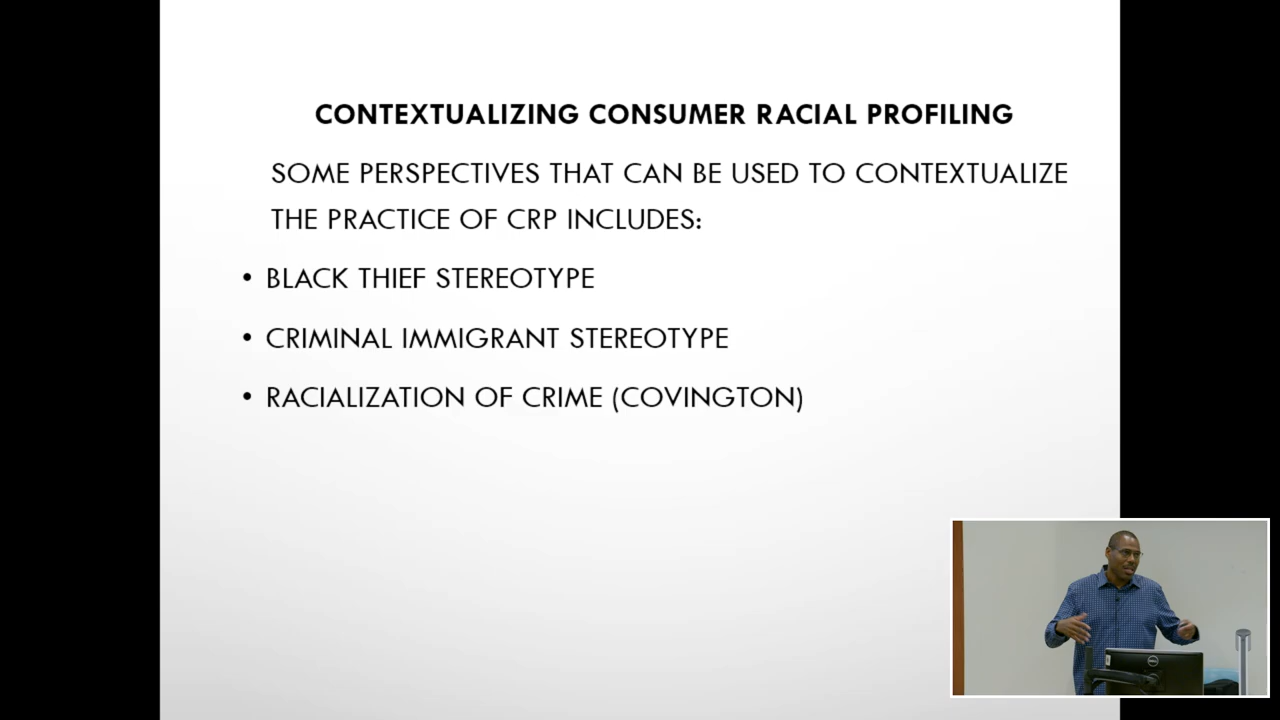 CONTEXTUALIZING CONSUMER RACIAL PROFILING
SOME PERSPECTIVES THAT CAN BE USED TO CONTEXTUALIZE
THE PRACTICE OF CRP INCLUDES:
• BLACK THIEF STEREOTYPE
• CRIMINAL IMMIGRANT STEREOTYPE
• RACIALIZATION OF CRIME (COVINGTON)